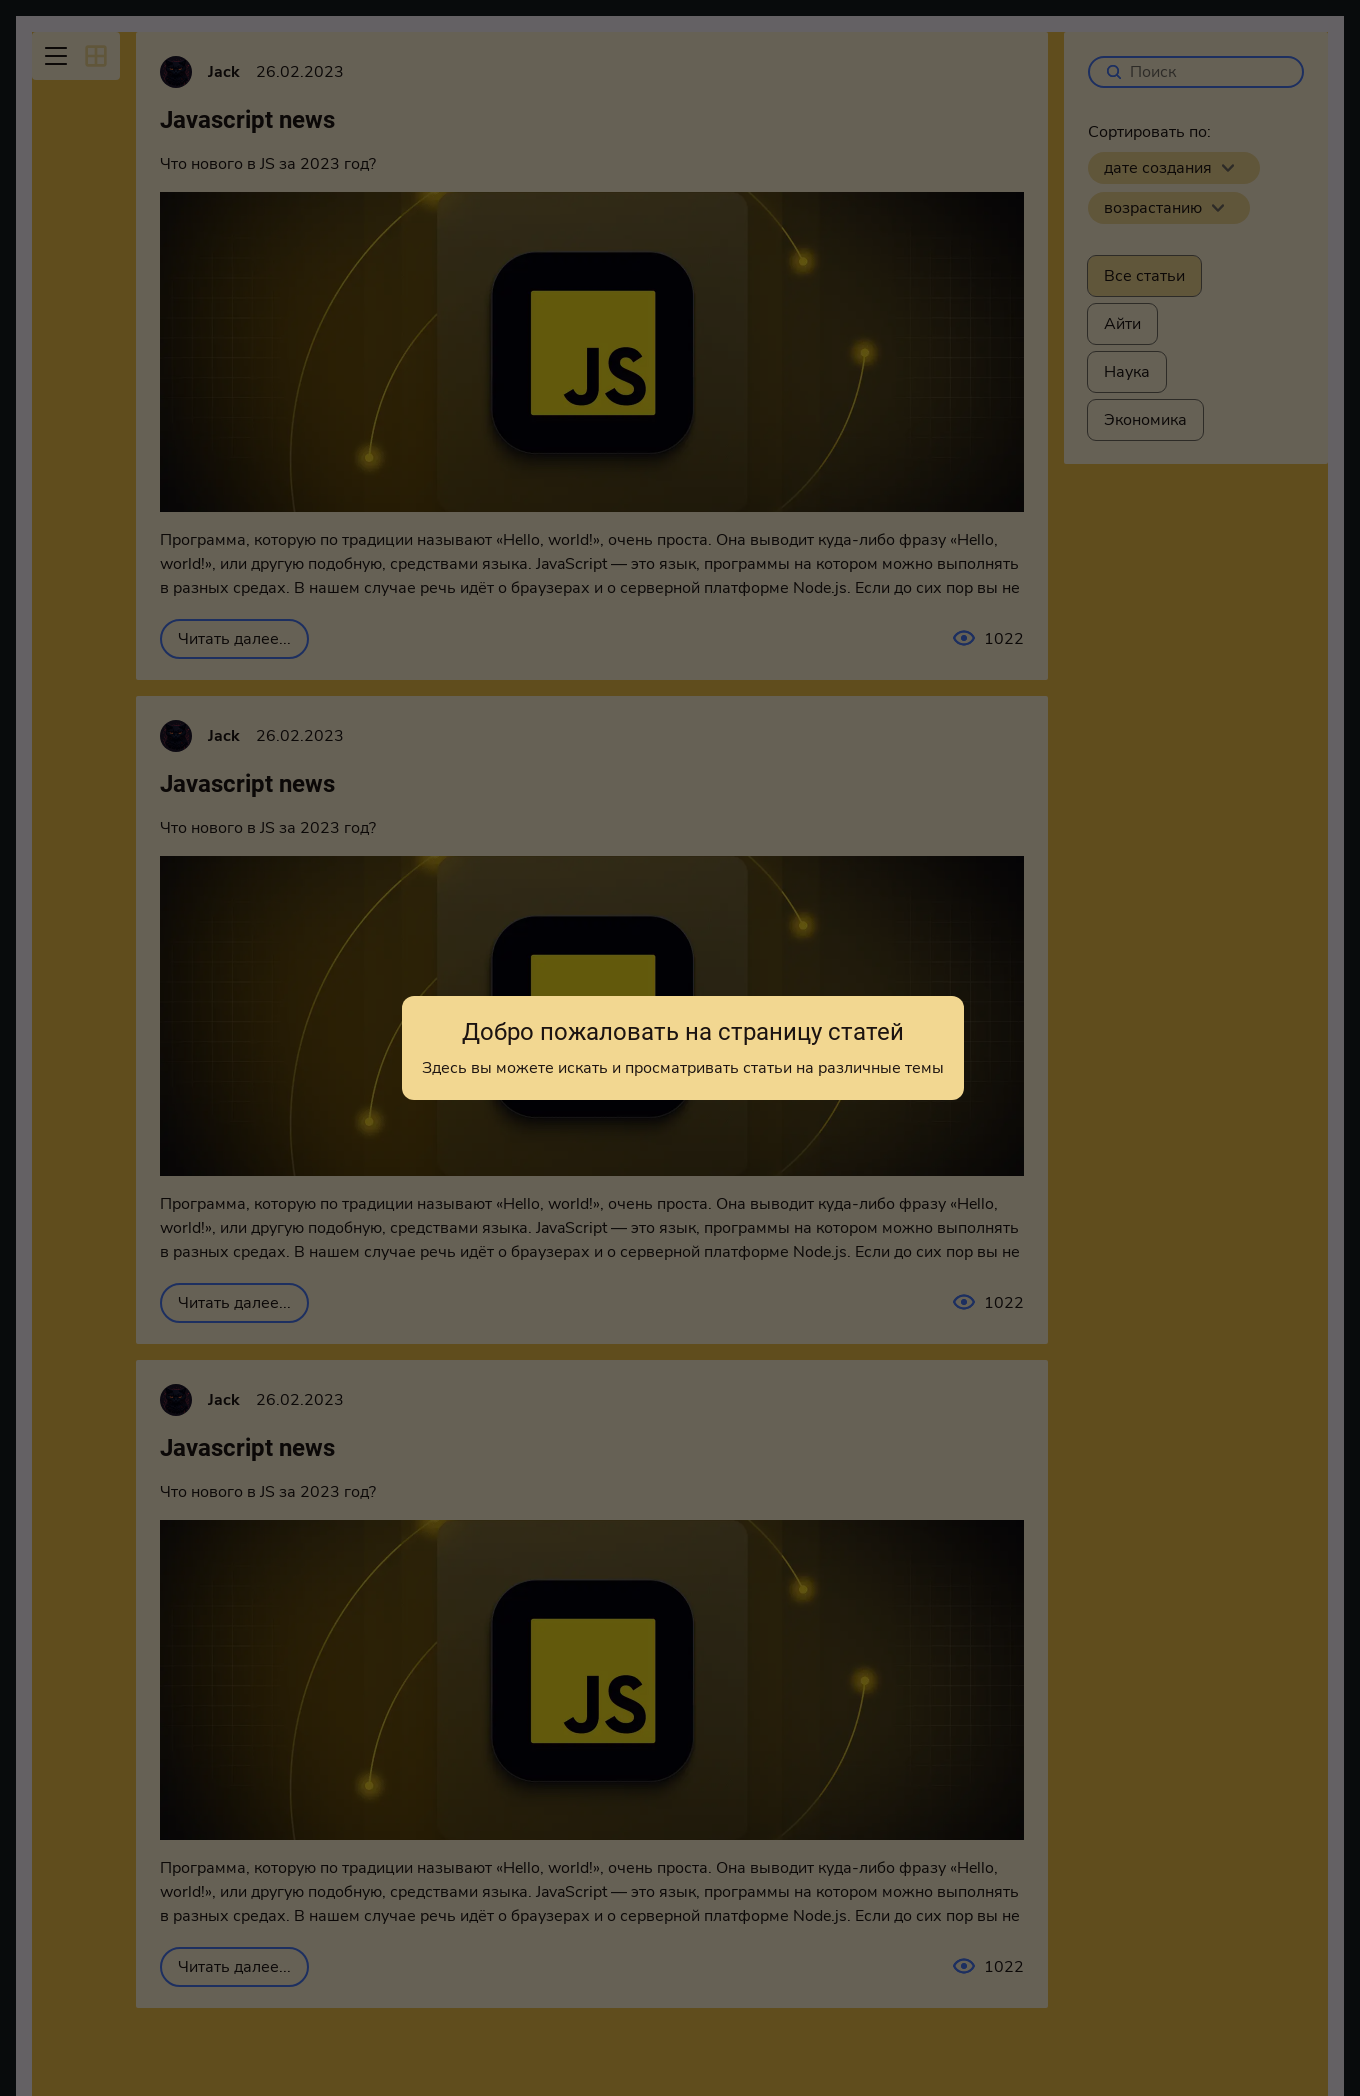 Jack 26.02.2023
Javascript news
Что нового в JS за 2023 год?
JS
Программа, которую по традиции называют «Hello, world!», очень проста. Она выводит куда-либо фразу «Hello,
world!», или другую подобную, средствами языка. JavaScript — это язык, программы на котором можно выполнять
в разных средах. В нашем случае речь идёт о браузерах и о серверной платформе Node.js. Если до сих пор вы не
Читать далее...
1022
Поиск
Сортировать по:
дате создания
возрастанию
Все статьи
Айти
Наука
Экономика
Jack 26.02.2023
Javascript news
Что нового в JS за 2023 год?
Добро пожаловать на страницу статей
Здесь вы можете искать и просматривать статьи на различные темы
Программа, которую по традиции называют «Hello, world!», очень проста. Она выводит куда-либо фразу «Hello,
world!», или другую подобную, средствами языка. JavaScript — это язык, программы на котором можно выполнять
в разных средах. В нашем случае речь идёт о браузерах и о серверной платформе Node.js. Если до сих пор вы не
Читать далее...
1022
Jack 26.02.2023
Javascript news
Что нового в JS за 2023 год?
JS
Программа, которую по традиции называют «Hello, world!», очень проста. Она выводит куда-либо фразу «Hello,
world!», или другую подобную, средствами языка. JavaScript — это язык, программы на котором можно выполнять
в разных средах. В нашем случае речь идёт о браузерах и о серверной платформе Node.js. Если до сих пор вы не
Читать далее...
1022